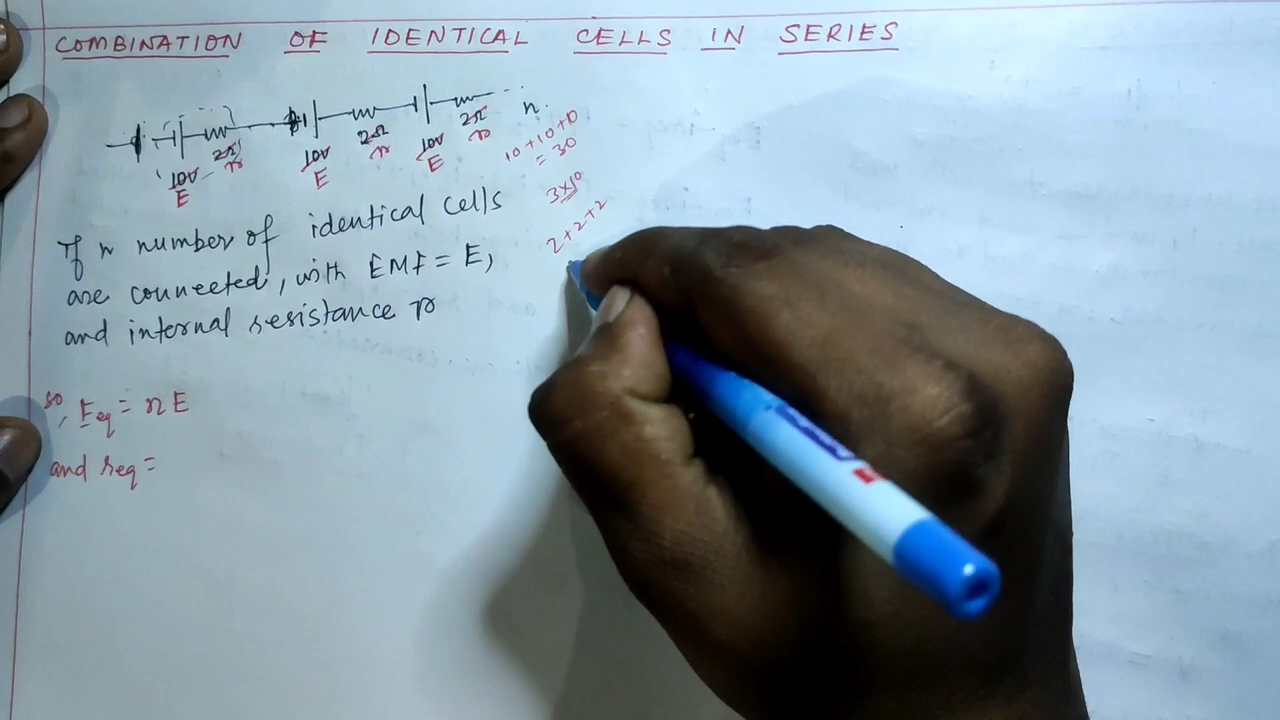 COMBINATION OF IDENTICAL CELLS IN SERIES
n.
2Ω 2Ω 2Ω
r r r
10V 10V 10V
E E E
10+10+10
= 30
3×10
2+2+2
If n number of identical cells
are connected, with EMF = E,
and internal resistance r
so, Eeq = nE
and req =